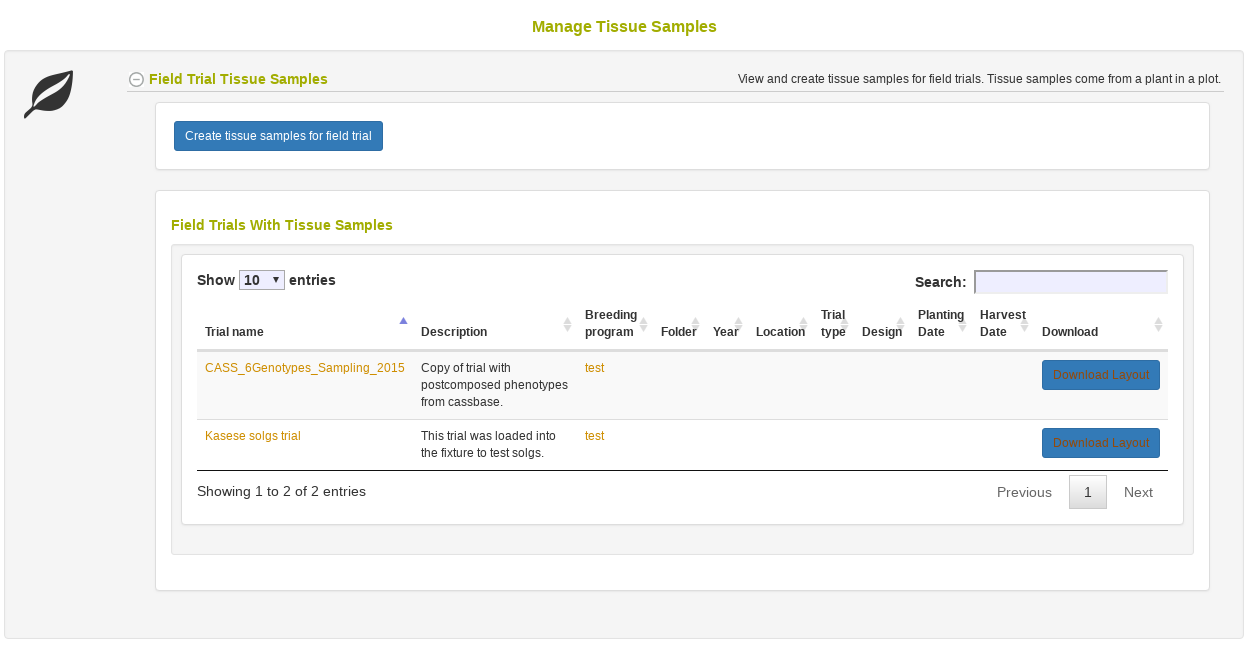 Manage Tissue Samples
Field Trial Tissue Samples
View and create tissue samples for field trials. Tissue samples come from a plant in a plot.
Create tissue samples for field trial
Field Trials With Tissue Samples
Show 10 entries
Search:
Trial name Description Breeding program Folder Year Location Trial type Design Planting Date Harvest Date Download
CASS_6Genotypes_Sampling_2015 Copy of trial with test Download Layout
postcomposed phenotypes
from cassbase.
Kasese solgs trial This trial was loaded into test Download Layout
the fixture to test solgs.
Showing 1 to 2 of 2 entries
Previous 1 Next